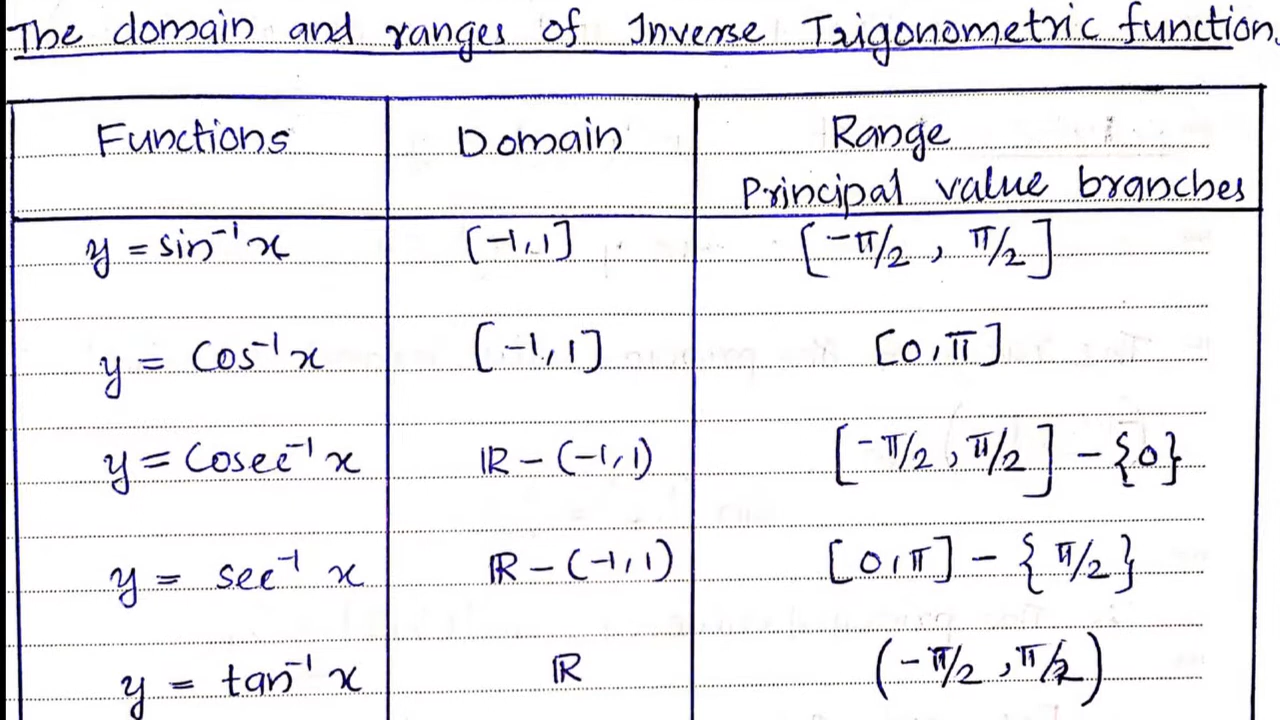 The domain and ranges of Inverse Trigonometric function.
Functions Domain Range
Principal value branches
y = sin⁻¹x [-1,1] [-π/2, π/2]
y = Cos⁻¹x [-1,1] [0,π]
y = Cosec⁻¹x ℝ-(-1,1) [-π/2, π/2] - {0}
y = sec⁻¹ x ℝ-(-1,1) [0,π] - {π/2}
y = tan⁻¹x ℝ (-π/2, π/2)